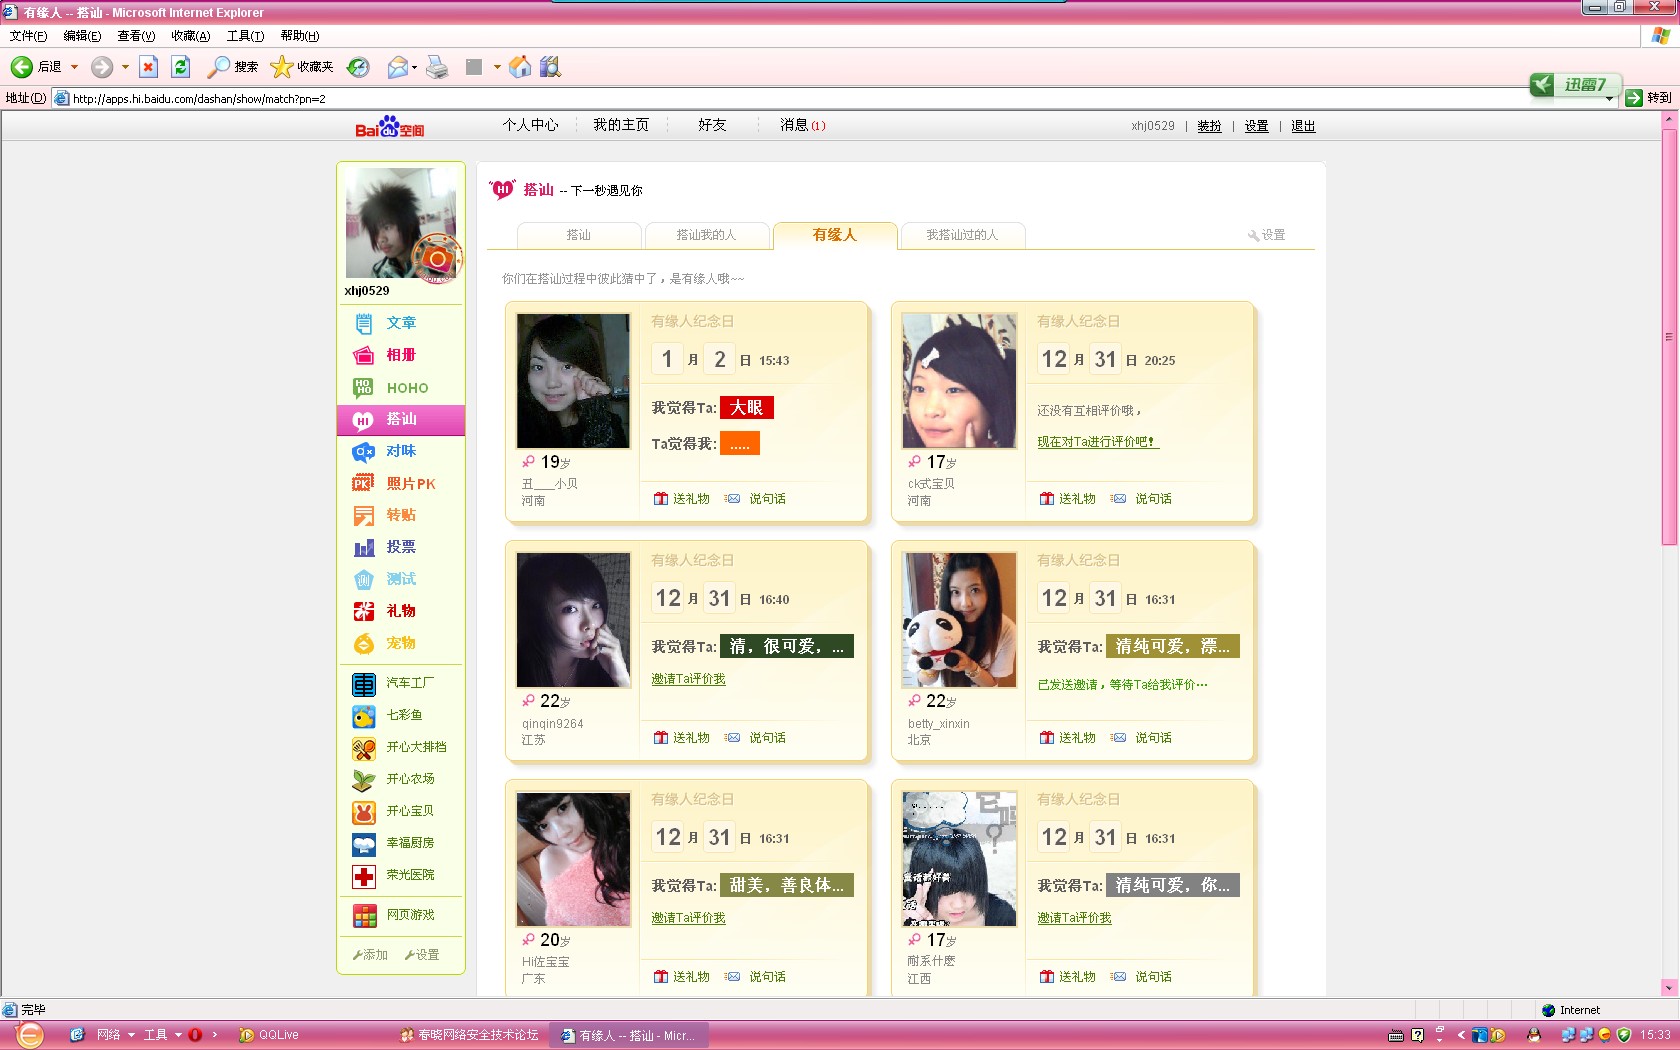 有缘人 -- 搭讪 - Microsoft Internet Explorer
文件(F) 编辑(E) 查看(V) 收藏(A) 工具(T) 帮助(H)
后退 搜索 收藏夹
迅雷7
地址(D) http://apps.hi.baidu.com/dashan/show/match?pn=2 转到
Bai du 空间 个人中心 我的主页 好友 消息(1) xhj0529 | 装扮 | 设置 | 退出
xhj0529
文章
相册
HOHO
搭讪
对味
照片PK
转贴
投票
测试
礼物
宠物
汽车工厂
七彩鱼
开心大排档
开心农场
开心宝贝
幸福厨房
荣光医院
网页游戏
添加 设置
HI 搭讪 -- 下一秒遇见你
搭讪 搭讪我的人 有缘人 我搭讪过的人 设置
你们在搭讪过程中彼此猜中了，是有缘人哦~~
有缘人纪念日
1 月 2 日 15:43
我觉得Ta: 大眼
Ta觉得我: .....
19岁
丑___小贝
河南
送礼物 说句话
有缘人纪念日
12 月 31 日 20:25
还没有互相评价哦，
现在对Ta进行评价吧！
17岁
ck式宝贝
河南
送礼物 说句话
有缘人纪念日
12 月 31 日 16:40
我觉得Ta: 清，很可爱，...
邀请Ta评价我
22岁
qinqin9264
江苏
送礼物 说句话
有缘人纪念日
12 月 31 日 16:31
我觉得Ta: 清纯可爱，漂...
已发送邀请，等待Ta给我评价…
22岁
betty_xinxin
北京
送礼物 说句话
有缘人纪念日
12 月 31 日 16:31
我觉得Ta: 甜美，善良体...
邀请Ta评价我
20岁
Hi佐宝宝
广东
送礼物 说句话
有缘人纪念日
12 月 31 日 16:31
我觉得Ta: 清纯可爱，你...
邀请Ta评价我
17岁
耐系什麽
江西
送礼物 说句话
完毕 Internet
网络 工具 QQLive 春晓网络安全技术论坛 有缘人 -- 搭讪 - Micr... 15:33